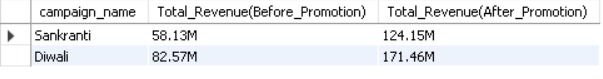 campaign_name Total_Revenue(Before_Promotion) Total_Revenue(After_Promotion)
Sankranti 58.13M 124.15M
Diwali 82.57M 171.46M